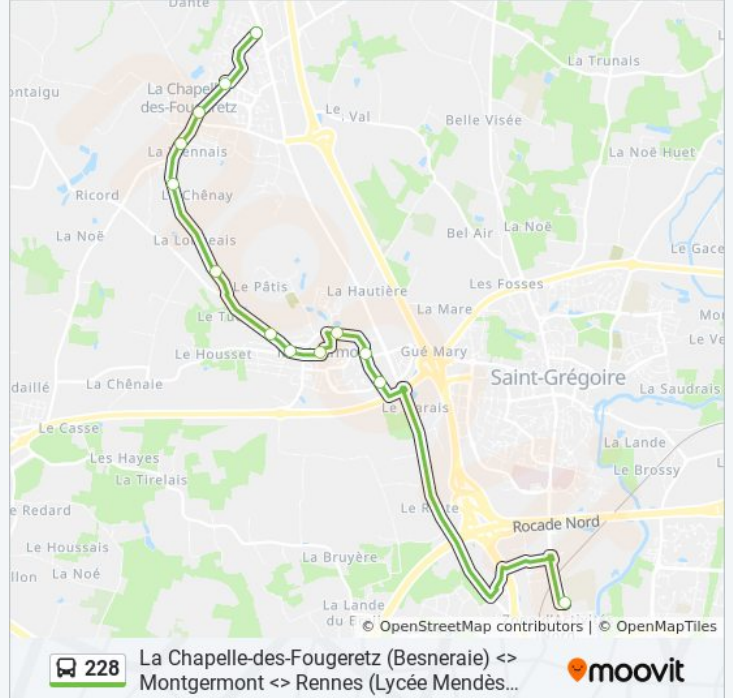 Dante
La Trunais
ontaigu
La Chapelle
des-Fougeretz
Le Val
Belle Visée
La Noë Huet
Ricord
Le Chênay
La Noë
Bel Air
La Noë
Le Gace
Le Pâtis
La Hautière
Les Fosses
La Mare
Le Housset
Gué Mary
Saint-Grégoire
daillé
La Chênaie
La Saudrais
Le Marais
Le Casse
Les Hayes
La Lande
La Tirelais
Le Brossy
e Redard
Rocade Nord
Le Houssais
La Bruyère
llon
La Noé
La Lande
© OpenStreetMap contributors | © OpenMapTiles
228
La Chapelle-des-Fougeretz (Besneraie) <>
Montgermont <> Rennes (Lycée Mendès...
moovit